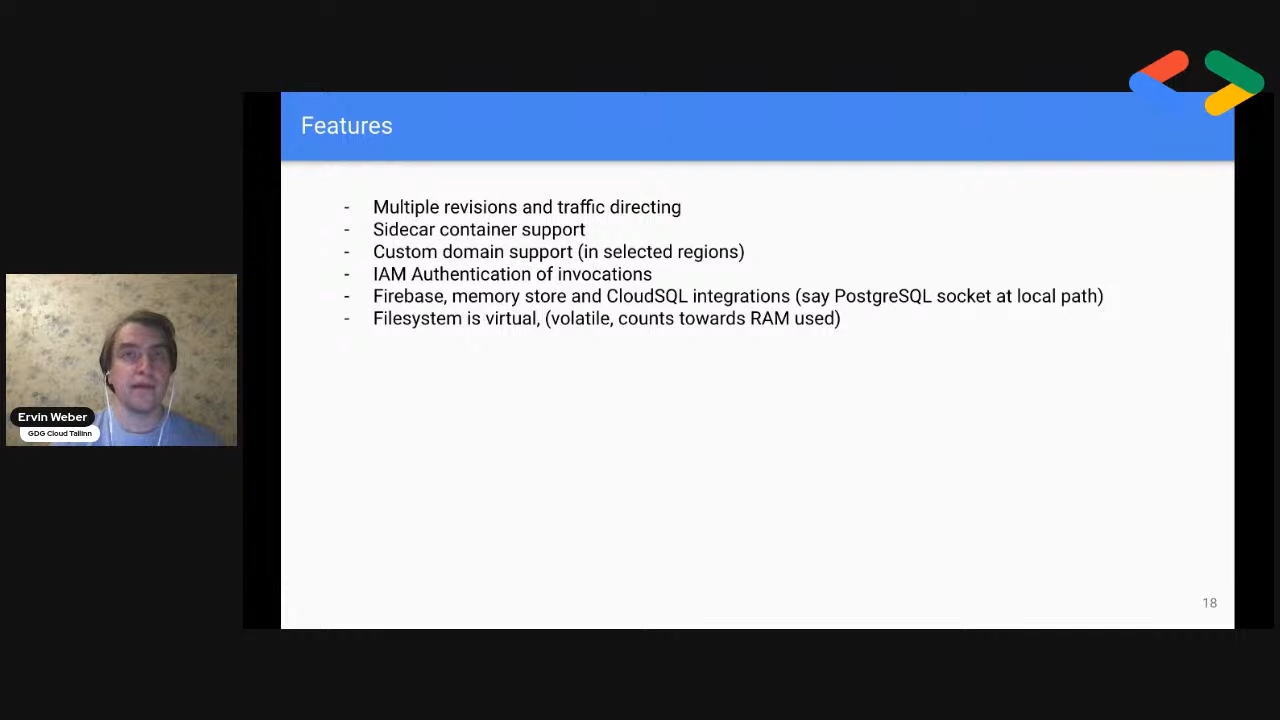 Features
- Multiple revisions and traffic directing
- Sidecar container support
- Custom domain support (in selected regions)
- IAM Authentication of invocations
- Firebase, memory store and CloudSQL integrations (say PostgreSQL socket at local path)
- Filesystem is virtual, (volatile, counts towards RAM used)
Ervin Weber
GDG Cloud Tallinn
18